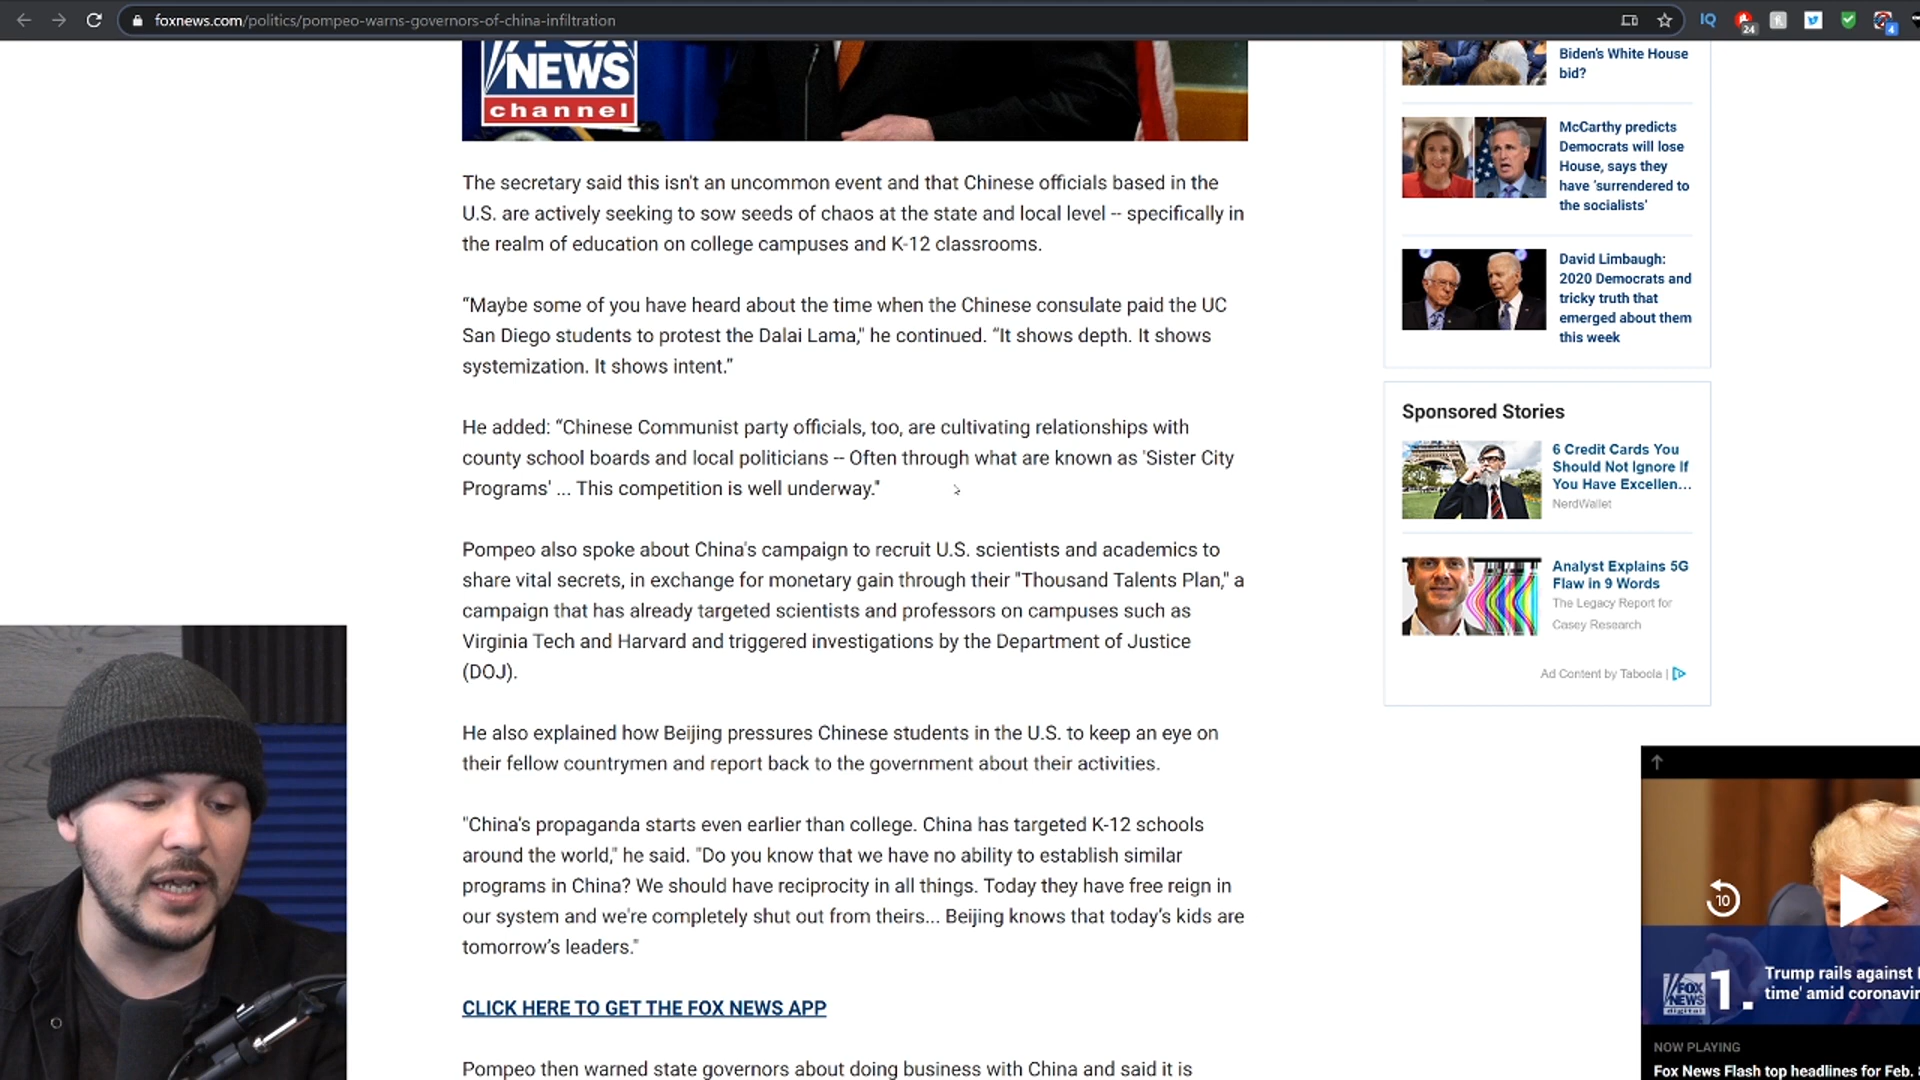 foxnews.com/politics/pompeo-warns-governors-of-china-infiltration
24
4
FOX
NEWS
channel
The secretary said this isn't an uncommon event and that Chinese officials based in the
U.S. are actively seeking to sow seeds of chaos at the state and local level -- specifically in
the realm of education on college campuses and K-12 classrooms.
“Maybe some of you have heard about the time when the Chinese consulate paid the UC
San Diego students to protest the Dalai Lama," he continued. “It shows depth. It shows
systemization. It shows intent.”
He added: “Chinese Communist party officials, too, are cultivating relationships with
county school boards and local politicians -- Often through what are known as 'Sister City
Programs' ... This competition is well underway."
Pompeo also spoke about China's campaign to recruit U.S. scientists and academics to
share vital secrets, in exchange for monetary gain through their "Thousand Talents Plan," a
campaign that has already targeted scientists and professors on campuses such as
Virginia Tech and Harvard and triggered investigations by the Department of Justice
(DOJ).
He also explained how Beijing pressures Chinese students in the U.S. to keep an eye on
their fellow countrymen and report back to the government about their activities.
"China's propaganda starts even earlier than college. China has targeted K-12 schools
around the world," he said. "Do you know that we have no ability to establish similar
programs in China? We should have reciprocity in all things. Today they have free reign in
our system and we're completely shut out from theirs... Beijing knows that today’s kids are
tomorrow’s leaders."
CLICK HERE TO GET THE FOX NEWS APP
Pompeo then warned state governors about doing business with China and said it is
Biden's White House
bid?
McCarthy predicts
Democrats will lose
House, says they
have 'surrendered to
the socialists'
David Limbaugh:
2020 Democrats and
tricky truth that
emerged about them
this week
Sponsored Stories
6 Credit Cards You
Should Not Ignore If
You Have Excellen...
NerdWallet
Analyst Explains 5G
Flaw in 9 Words
The Legacy Report for
Casey Research
Ad Content by Taboola |
10
FOX
NEWS
digital
1.
Trump rails against
time' amid coronavir
NOW PLAYING
Fox News Flash top headlines for Feb.